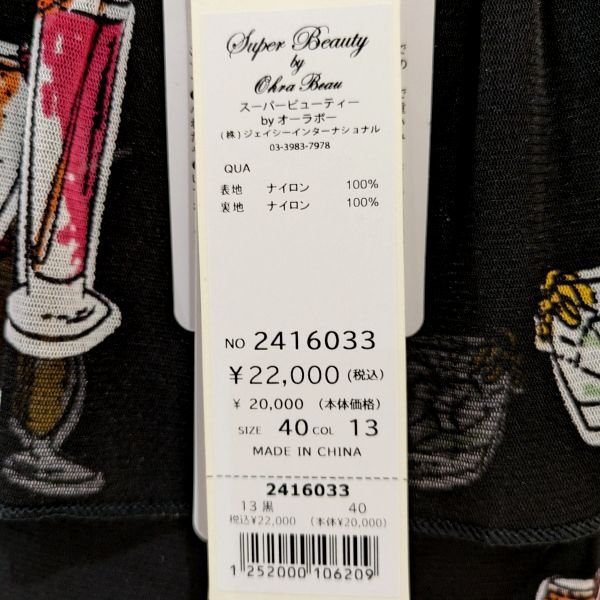 Super Beauty
by
Ohra Beau
スーパービューティー
by オーラボー
(株)ジェイシーインターナショナル
03-3983-7978
QUA
表地 ナイロン 100%
裏地 ナイロン 100%
NO 2416033
¥22,000 (税込)
¥ 20,000 (本体価格)
SIZE 40 COL 13
MADE IN CHINA
2416033
13 黒 40
税込¥22,000 (本体¥20,000)
1 252000 106209